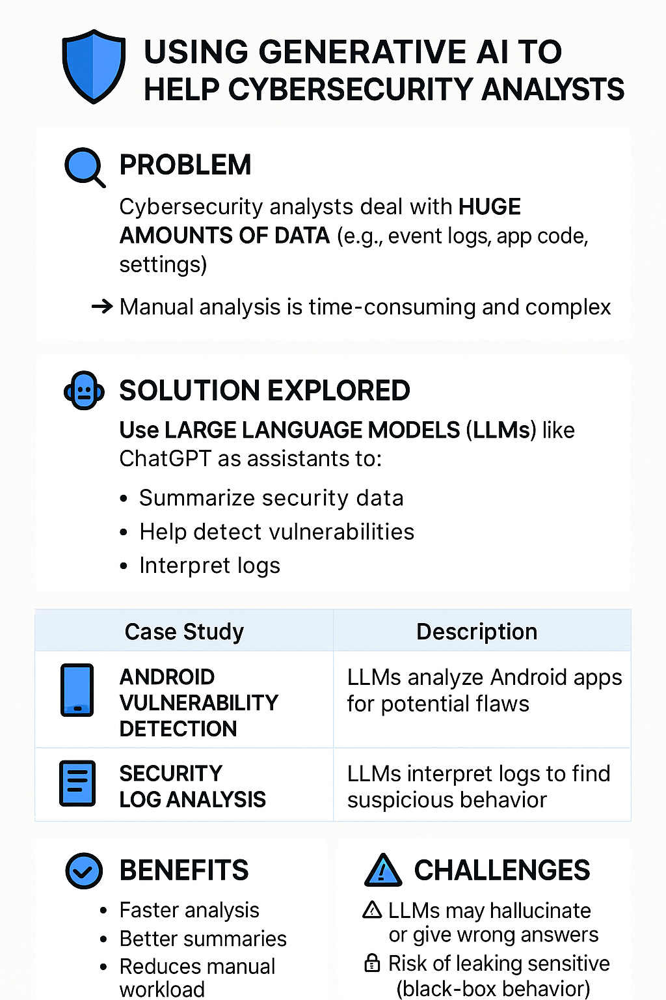 USING GENERATIVE AI TO
HELP CYBERSECURITY ANALYSTS
PROBLEM
Cybersecurity analysts deal with HUGE
AMOUNTS OF DATA (e.g., event logs, app code,
settings)
→ Manual analysis is time-consuming and complex
SOLUTION EXPLORED
Use LARGE LANGUAGE MODELS (LLMs) like
ChatGPT as assistants to:
• Summarize security data
• Help detect vulnerabilities
• Interpret logs
Case Study
Description
ANDROID
VULNERABILITY
DETECTION
LLMs analyze Android apps
for potential flaws
SECURITY
LOG ANALYSIS
LLMs interpret logs to find
suspicious behavior
BENEFITS
• Faster analysis
• Better summaries
• Reduces manual
workload
CHALLENGES
LLMs may hallucinate
or give wrong answers
Risk of leaking sensitive
(black-box behavior)